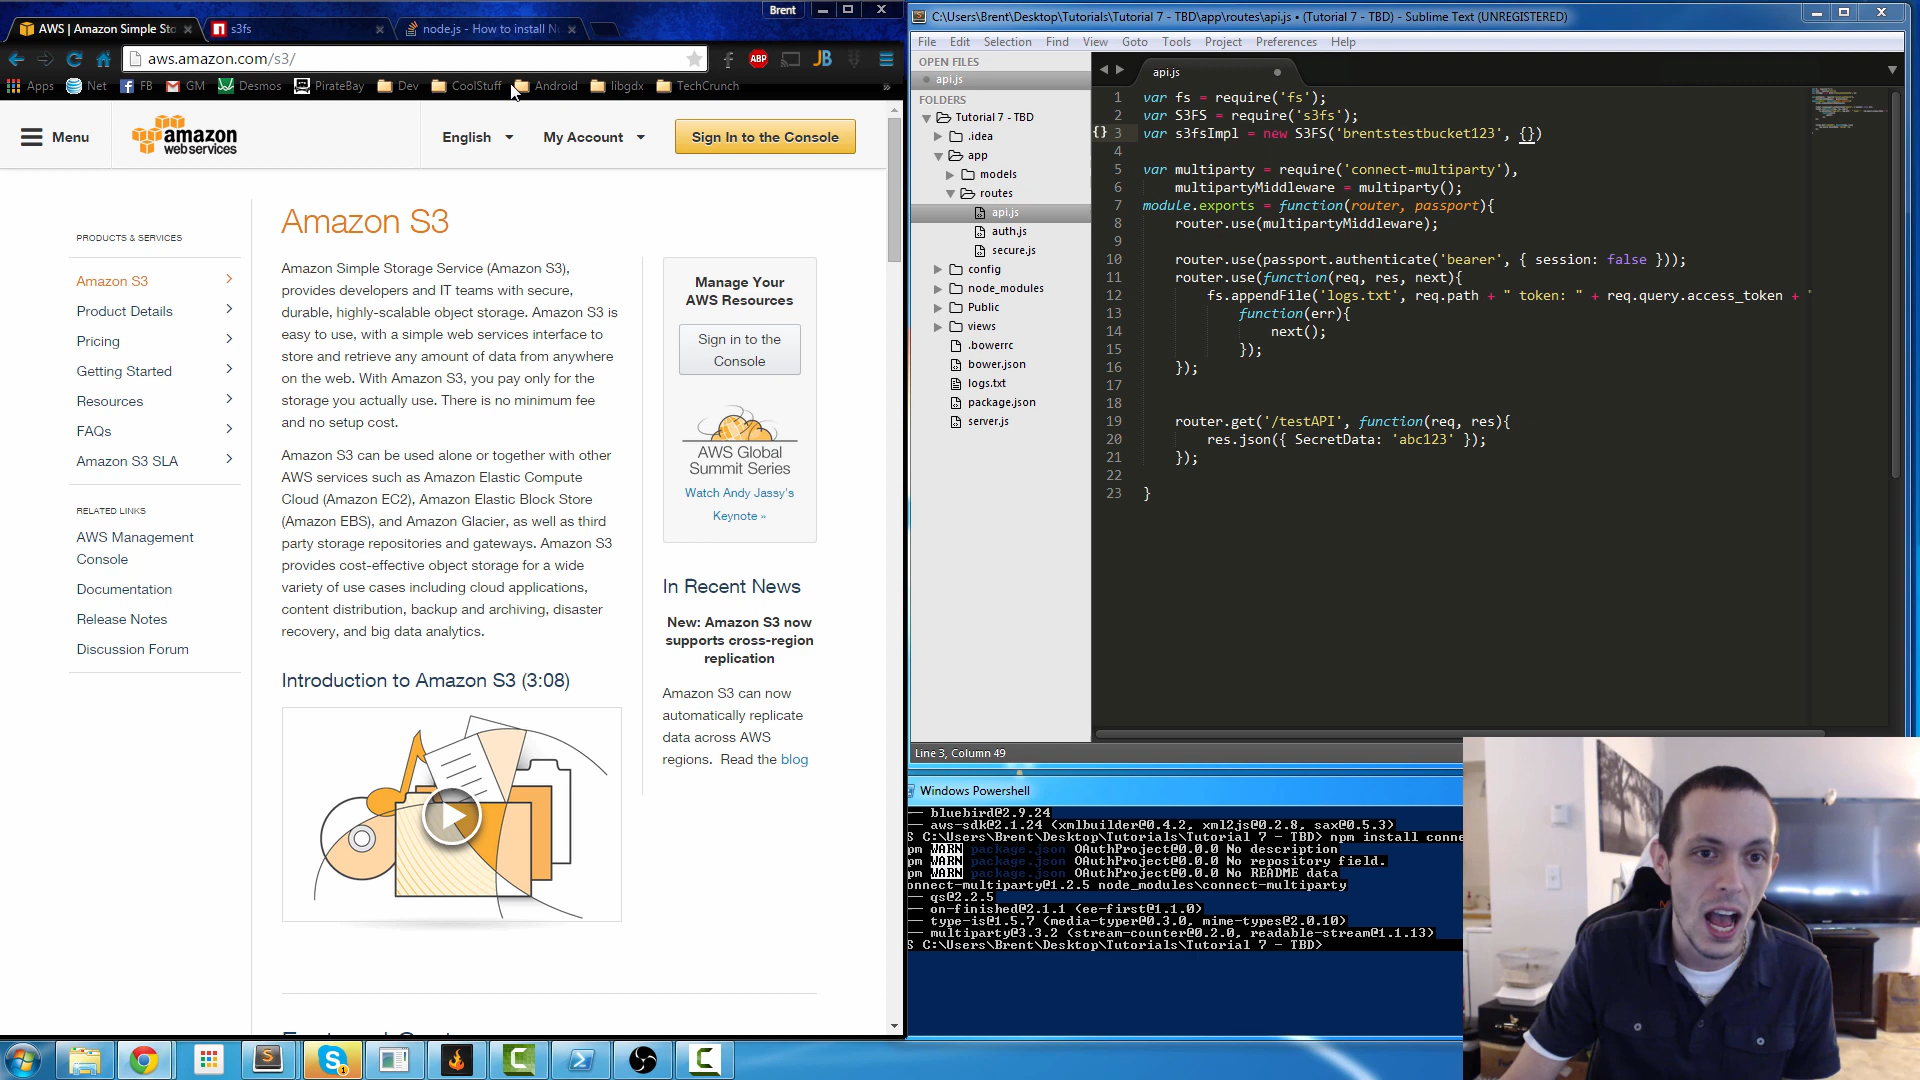 Brent
AWS | Amazon Simple Sto
s3fs
node.js - How to install N
aws.amazon.com/s3/
ABP
JB
Apps
Net
FB
GM
Desmos
PirateBay
Dev
CoolStuff
Android
libgdx
TechCrunch
»
Menu
amazon
web services
English
My Account
Sign In to the Console
PRODUCTS & SERVICES
Amazon S3
Product Details
Pricing
Getting Started
Resources
FAQs
Amazon S3 SLA
RELATED LINKS
AWS Management
Console
Documentation
Release Notes
Discussion Forum
Amazon S3
Amazon Simple Storage Service (Amazon S3),
provides developers and IT teams with secure,
durable, highly-scalable object storage. Amazon S3 is
easy to use, with a simple web services interface to
store and retrieve any amount of data from anywhere
on the web. With Amazon S3, you pay only for the
storage you actually use. There is no minimum fee
and no setup cost.
Amazon S3 can be used alone or together with other
AWS services such as Amazon Elastic Compute
Cloud (Amazon EC2), Amazon Elastic Block Store
(Amazon EBS), and Amazon Glacier, as well as third
party storage repositories and gateways. Amazon S3
provides cost-effective object storage for a wide
variety of use cases including cloud applications,
content distribution, backup and archiving, disaster
recovery, and big data analytics.
Introduction to Amazon S3 (3:08)
Manage Your
AWS Resources
Sign in to the
Console
AWS Global
Summit Series
Watch Andy Jassy's
Keynote »
In Recent News
New: Amazon S3 now
supports cross-region
replication
Amazon S3 can now
automatically replicate
data across AWS
regions. Read the blog
C:\Users\Brent\Desktop\Tutorials\Tutorial 7 - TBD\app\routes\api.js • (Tutorial 7 - TBD) - Sublime Text (UNREGISTERED)
File Edit Selection Find View Goto Tools Project Preferences Help
OPEN FILES
api.js
FOLDERS
Tutorial 7 - TBD
.idea
app
models
routes
api.js
auth.js
secure.js
config
node_modules
Public
views
.bowerrc
bower.json
logs.txt
package.json
server.js
api.js
1 var fs = require('fs');
2 var S3FS = require('s3fs');
{} 3 var s3fsImpl = new S3FS('brentstestbucket123', {})
4
5 var multiparty = require('connect-multiparty'),
6 multipartyMiddleware = multiparty();
7 module.exports = function(router, passport){
8 router.use(multipartyMiddleware);
9
10 router.use(passport.authenticate('bearer', { session: false }));
11 router.use(function(req, res, next){
12 fs.appendFile('logs.txt', req.path + " token: " + req.query.access_token + "
13 function(err){
14 next();
15 });
16 });
17
18
19 router.get('/testAPI', function(req, res){
20 res.json({ SecretData: 'abc123' });
21 });
22
23 }
Line 3, Column 49
Windows Powershell
bluebird@2.9.24
aws-sdk@2.1.24 (xmlbuilder@0.4.2, xml2js@0.2.8, sax@0.5.3)
S C:\Users\Brent\Desktop\Tutorials\Tutorial 7 - TBD> npm install conne
pm WARN package.json OAuthProject@0.0.0 No description
pm WARN package.json OAuthProject@0.0.0 No repository field.
pm WARN package.json OAuthProject@0.0.0 No README data
onnect-multiparty@1.2.5 node_modules\connect-multiparty
qs@2.2.5
on-finished@2.1.1 (ee-first@1.1.0)
type-is@1.5.7 (media-typer@0.3.0, mime-types@2.0.10)
multiparty@3.3.2 (stream-counter@0.2.0, readable-stream@1.1.13)
S C:\Users\Brent\Desktop\Tutorials\Tutorial 7 - TBD>